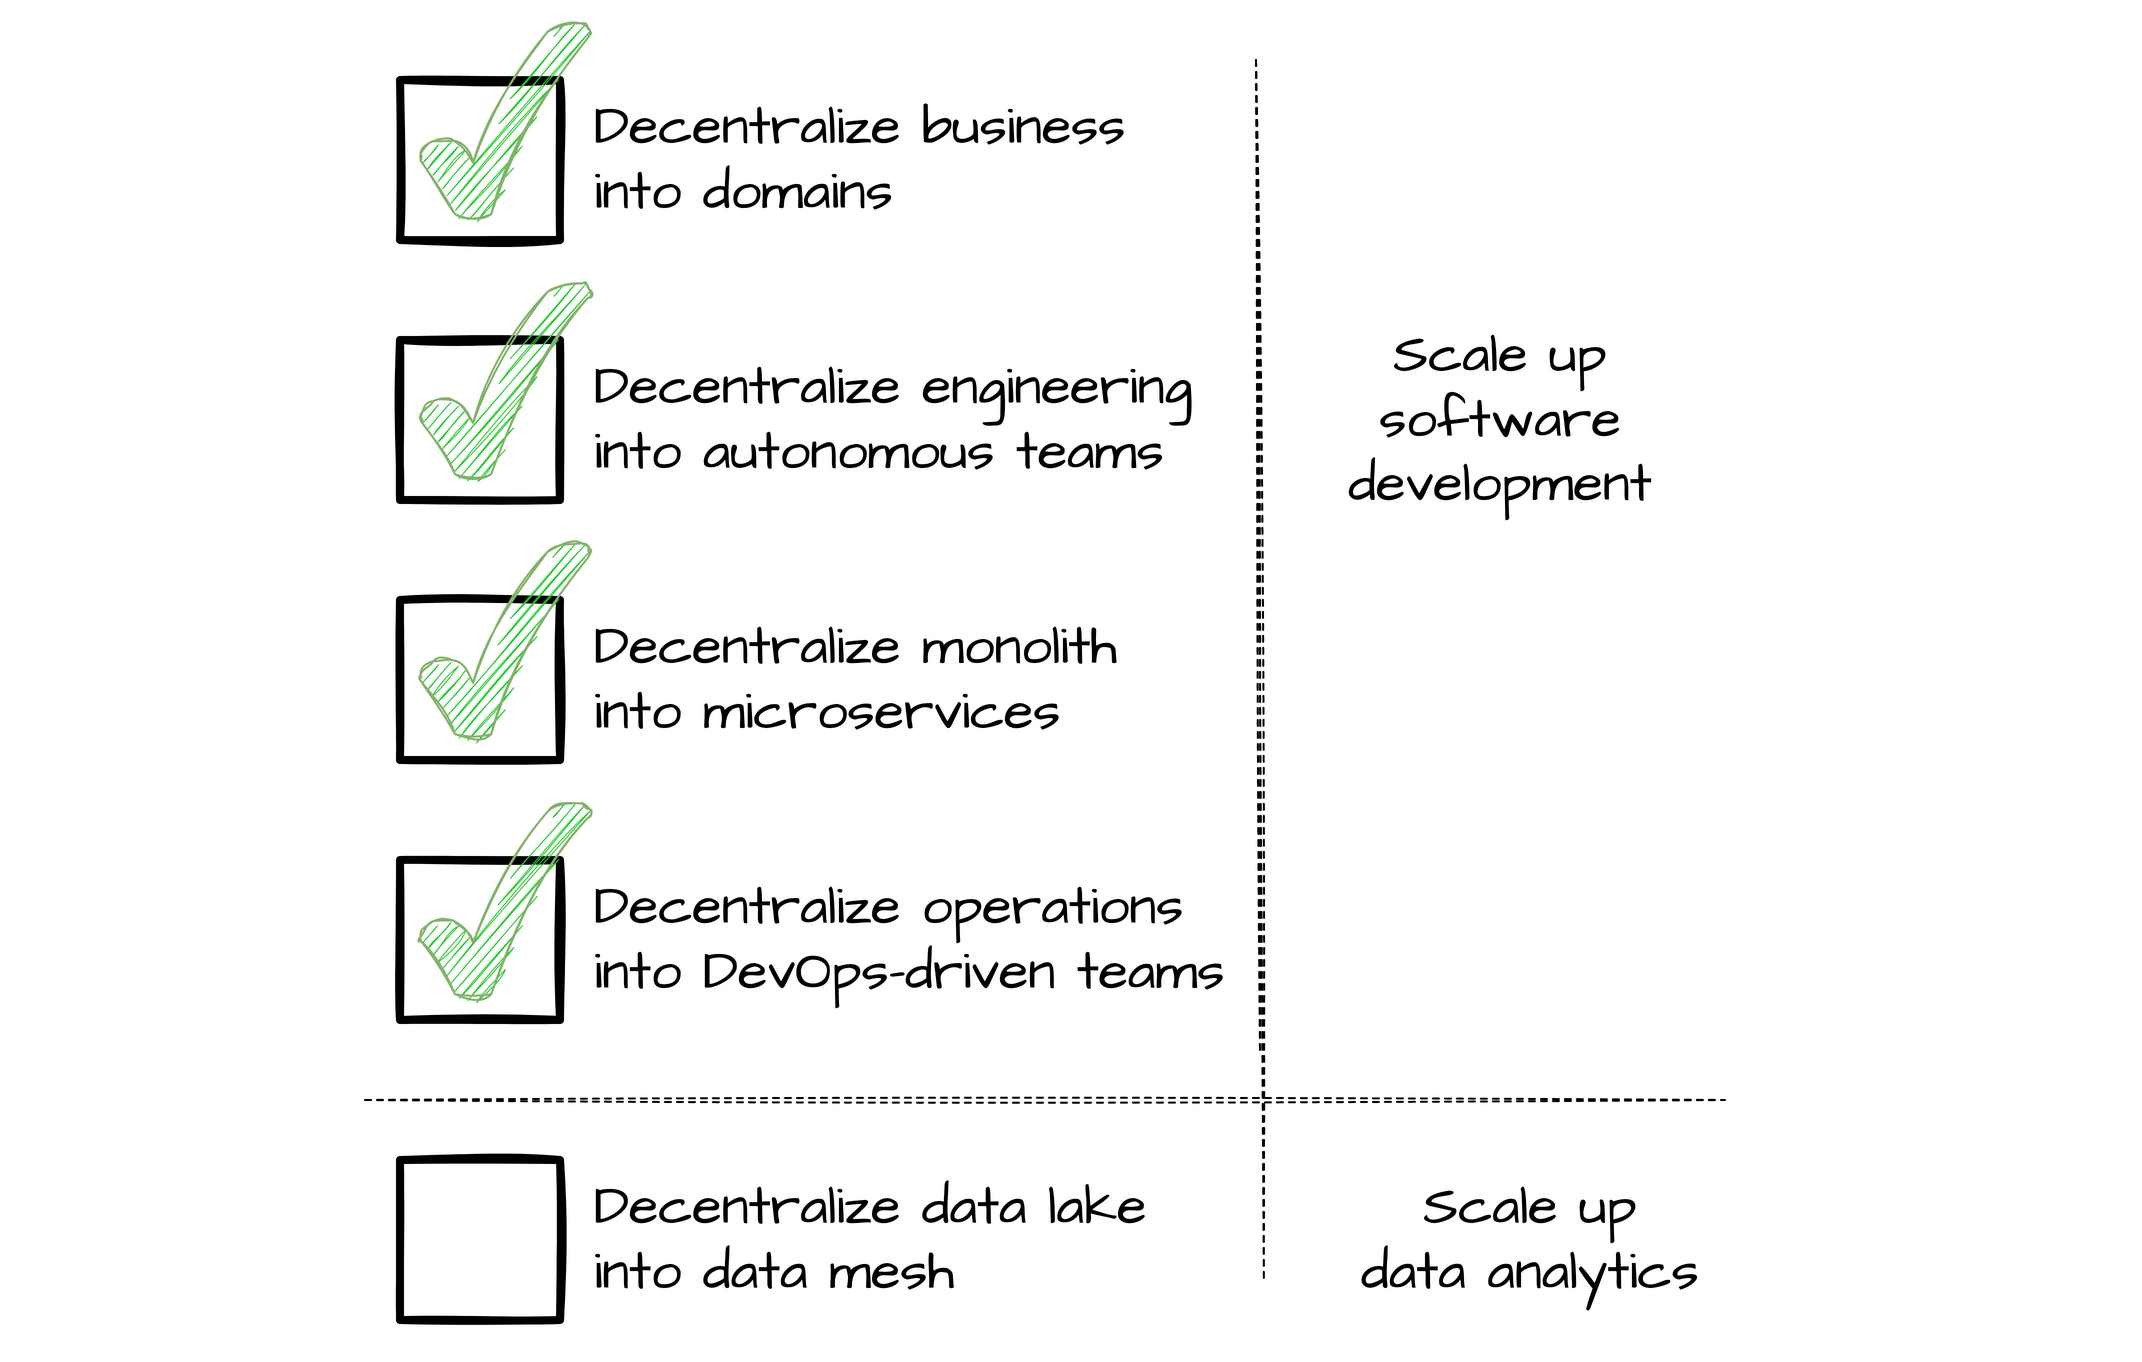 Decentralize business
into domains
Decentralize engineering
into autonomous teams
Decentralize monolith
into microservices
Decentralize operations
into DevOps-driven teams
Scale up
software
development
Decentralize data lake
into data mesh
Scale up
data analytics